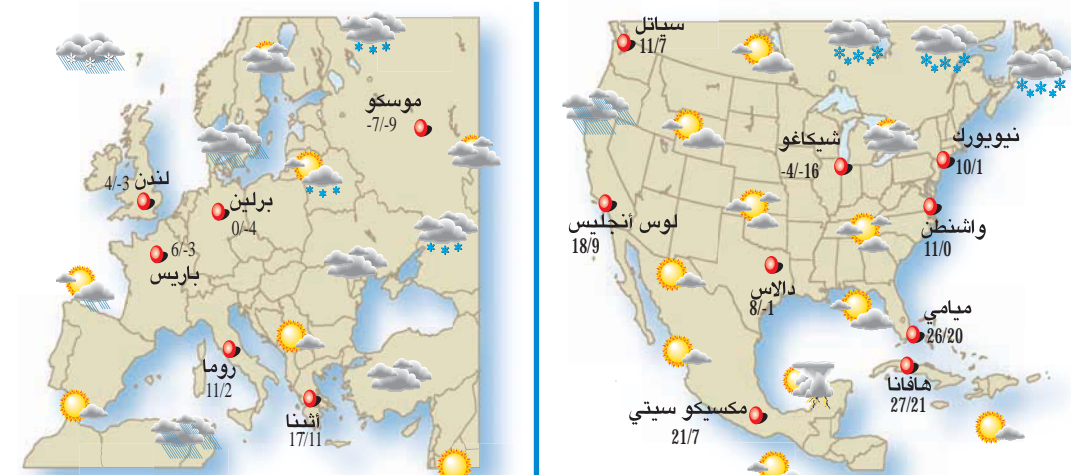 سياتل
11/7
نيويورك
10/1
شيكاغو
-4/-16
واشنطن
11/0
لوس أنجليس
18/9
دالاس
8/-1
ميامي
26/20
هافانا
27/21
مكسيكو سيتي
21/7
موسكو
-7/-9
لندن 4/-3
برلين
0/-4
6/-3
باريس
روما
11/2
أثينا
17/11